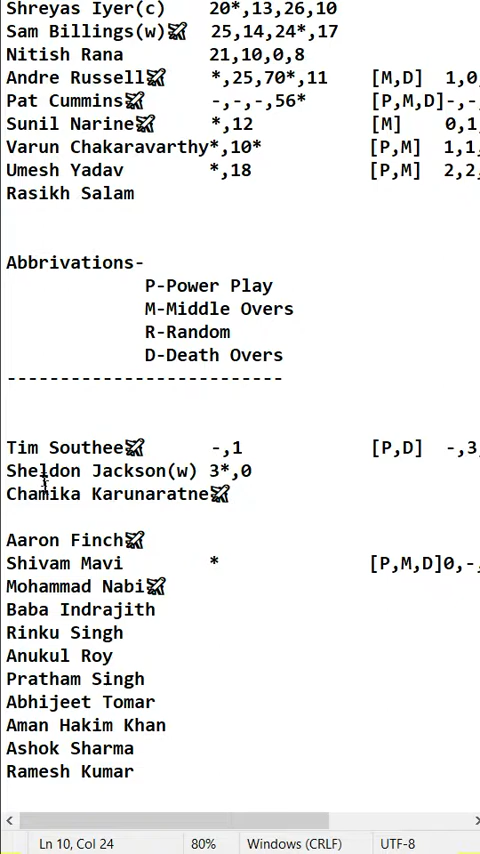 Shreyas Iyer(c) 20*,13,26,10
Sam Billings(w)✈ 25,14,24*,17
Nitish Rana 21,10,0,8
Andre Russell✈ *,25,70*,11 [M,D] 1,0,
Pat Cummins✈ -,-,-,56* [P,M,D]-,-,
Sunil Narine✈ *,12 [M] 0,1,
Varun Chakaravarthy*,10* [P,M] 1,1,
Umesh Yadav *,18 [P,M] 2,2,
Rasikh Salam
Abbrivations-
P-Power Play
M-Middle Overs
R-Random
D-Death Overs
--------------------------
Tim Southee✈ -,1 [P,D] -,3,
Sheldon Jackson(w) 3*,0
Chamika Karunaratne✈
Aaron Finch✈
Shivam Mavi * [P,M,D]0,-,
Mohammad Nabi✈
Baba Indrajith
Rinku Singh
Anukul Roy
Pratham Singh
Abhijeet Tomar
Aman Hakim Khan
Ashok Sharma
Ramesh Kumar
Ln 10, Col 24 80% Windows (CRLF) UTF-8